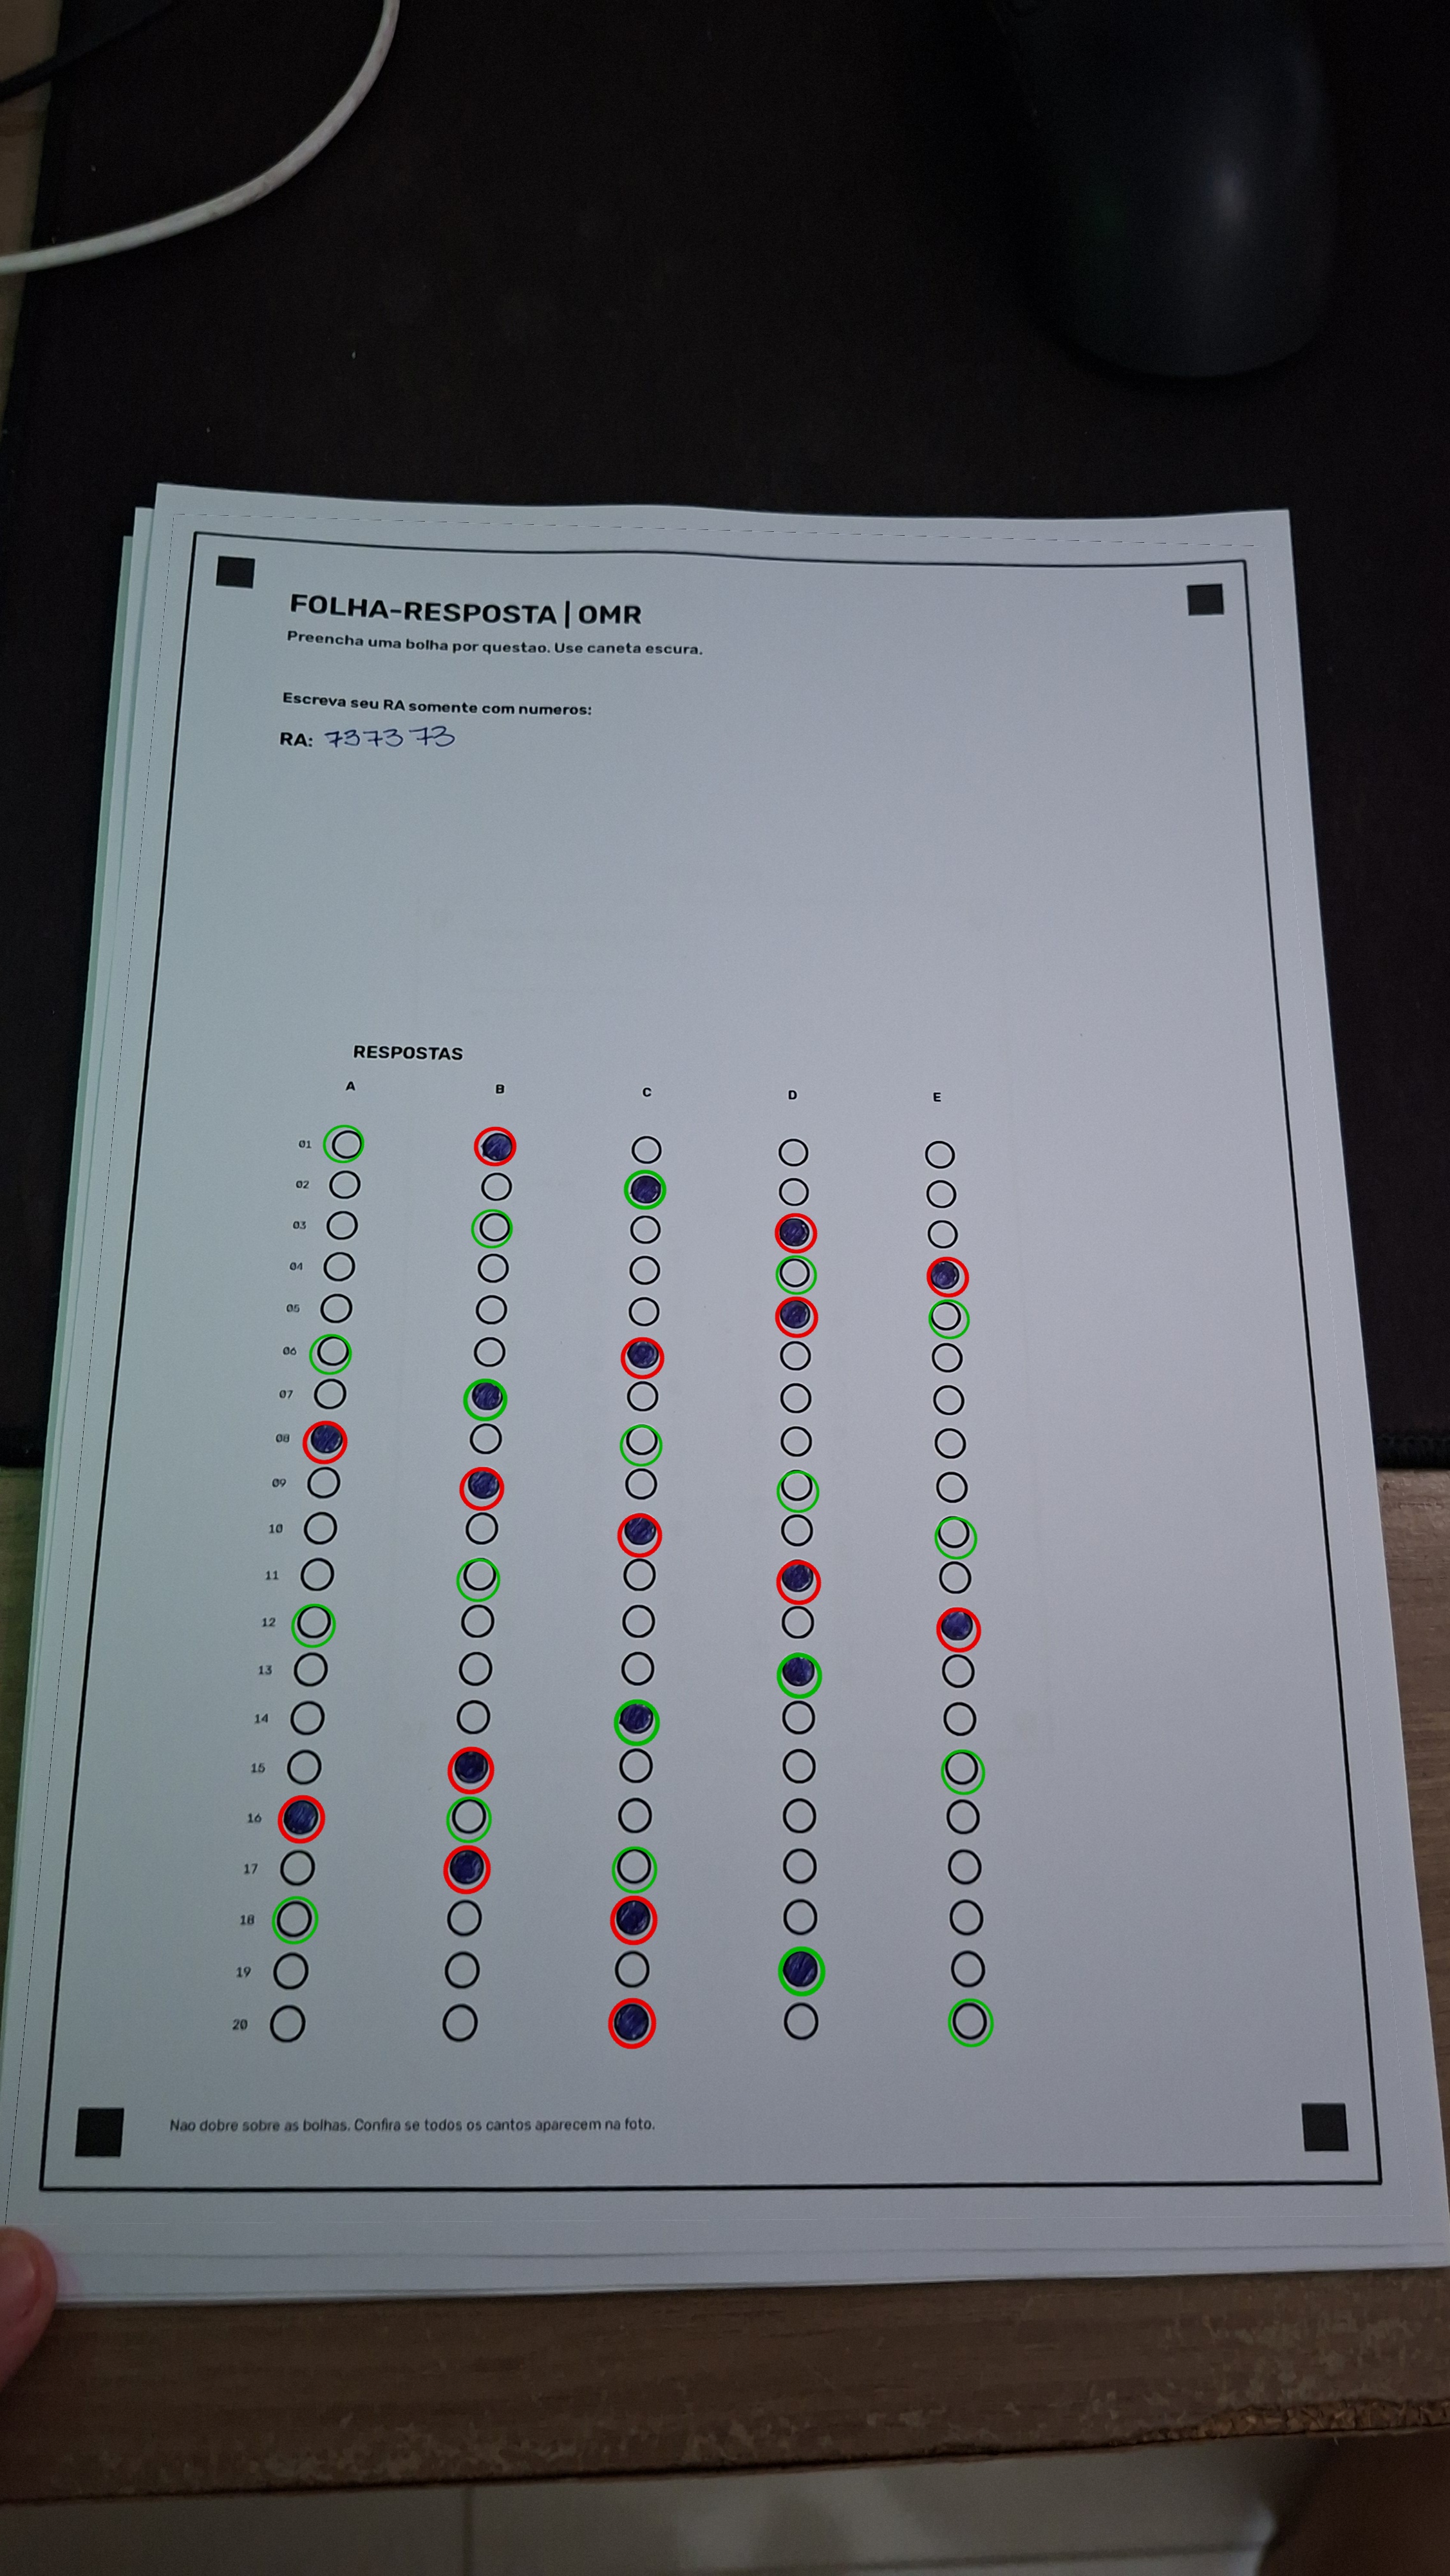 FOLHA-RESPOSTA | OMR
Preencha uma bolha por questao. Use caneta escura.
Escreva seu RA somente com numeros:
RA: 737373
RESPOSTAS
A B C D E
01
02
03
04
05
06
07
08
09
10
11
12
13
14
15
16
17
18
19
20
Nao dobre sobre as bolhas. Confira se todos os cantos aparecem na foto.